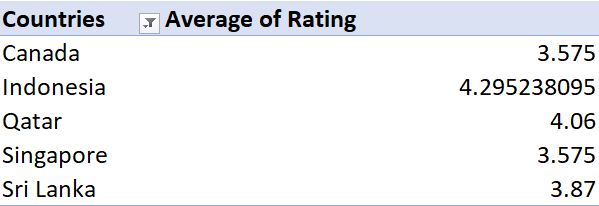 Countries Average of Rating
Canada 3.575
Indonesia 4.295238095
Qatar 4.06
Singapore 3.575
Sri Lanka 3.87